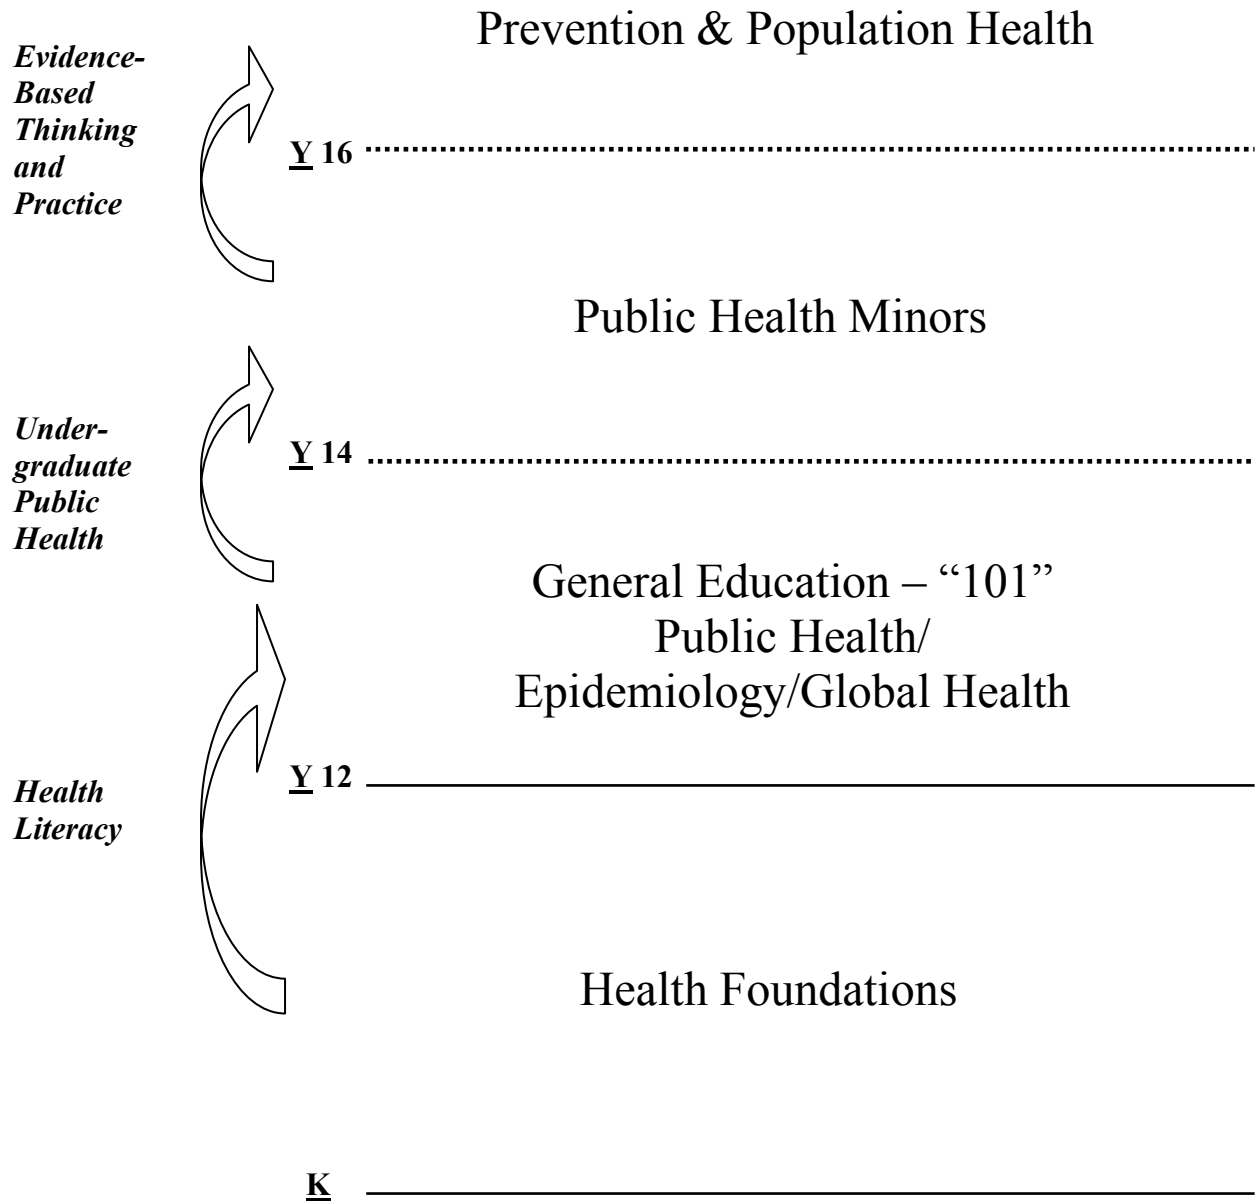 Prevention & Population Health
Evidence-
Based
Thinking
and
Practice
Y 16
Public Health Minors
Under-
graduate
Public
Health
Y 14
General Education – “101”
Public Health/
Epidemiology/Global Health
Y 12
Health
Literacy
Health Foundations
K